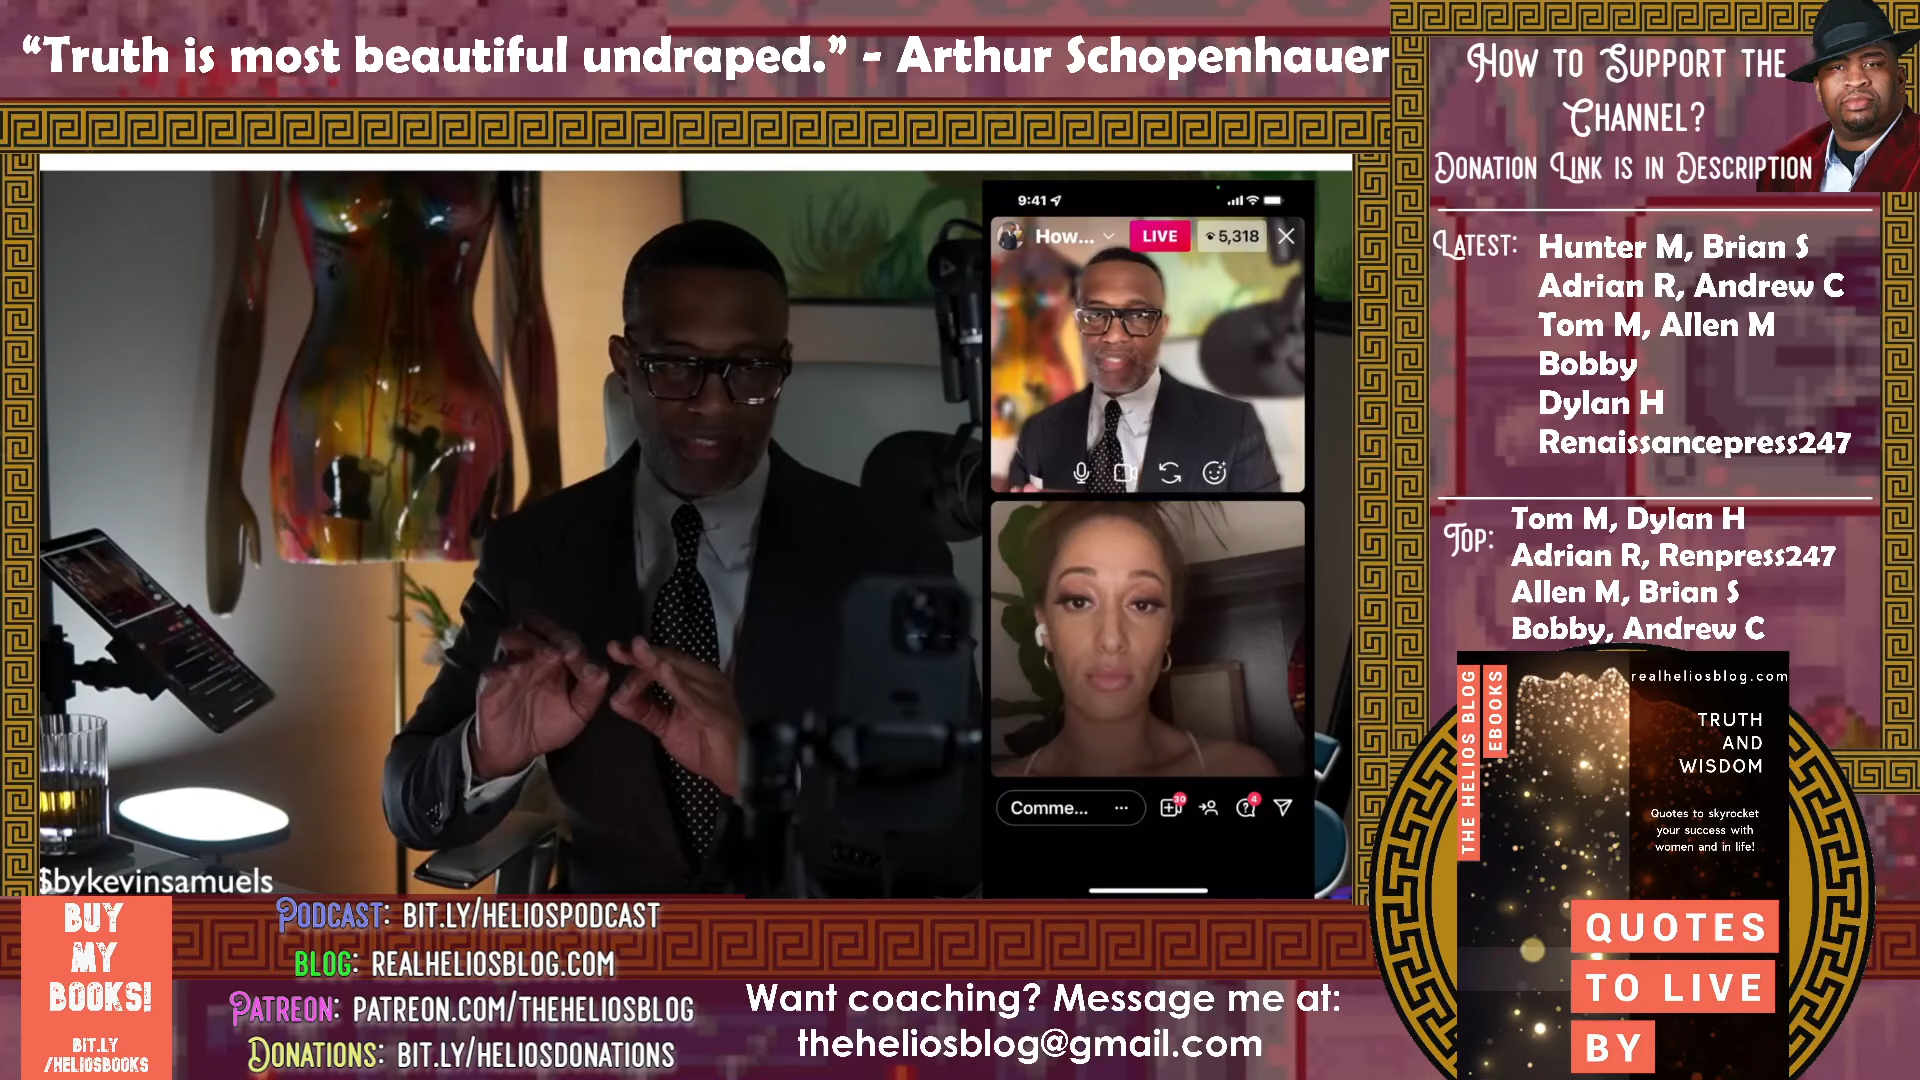 “Truth is most beautiful undraped.” - Arthur Schopenhauer
How to Support the
Channel?
Donation Link is in Description
Latest:
Hunter M, Brian S
Adrian R, Andrew C
Tom M, Allen M
Bobby
Dylan H
Renaissancepress247
Top:
Tom M, Dylan H
Adrian R, Renpress247
Allen M, Brian S
Bobby, Andrew C
9:41
How...
LIVE
5,318
Comme...
30
4
$bykevinsamuels
THE HELIOS BLOG
EBOOKS
realheliosblog.com
TRUTH
AND
WISDOM
Quotes to skyrocket
your success with
women and in life!
QUOTES
TO LIVE
BY
BUY
MY
BOOKS!
BIT.LY
/HELIOSBOOKS
Podcast: BIT.LY/HELIOSPODCAST
BLOG: REALHELIOSBLOG.COM
Patreon: PATREON.COM/THEHELIOSBLOG
Donations: BIT.LY/HELIOSDONATIONS
Want coaching? Message me at:
theheliosblog@gmail.com